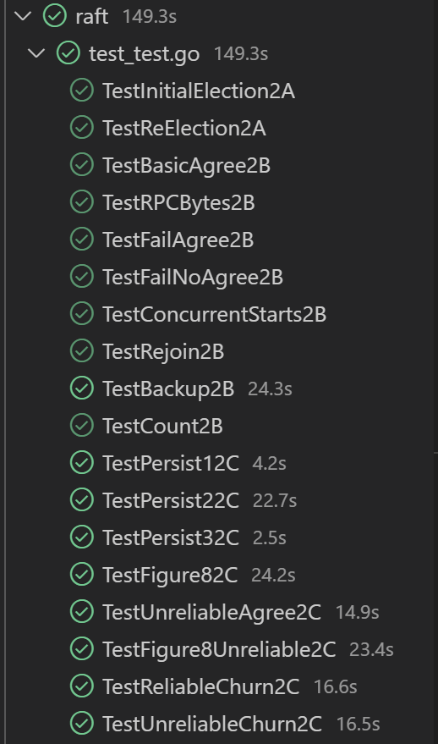 raft 149.3s
test_test.go 149.3s
TestInitialElection2A
TestReElection2A
TestBasicAgree2B
TestRPCBytes2B
TestFailAgree2B
TestFailNoAgree2B
TestConcurrentStarts2B
TestRejoin2B
TestBackup2B 24.3s
TestCount2B
TestPersist12C 4.2s
TestPersist22C 22.7s
TestPersist32C 2.5s
TestFigure82C 24.2s
TestUnreliableAgree2C 14.9s
TestFigure8Unreliable2C 23.4s
TestReliableChurn2C 16.6s
TestUnreliableChurn2C 16.5s